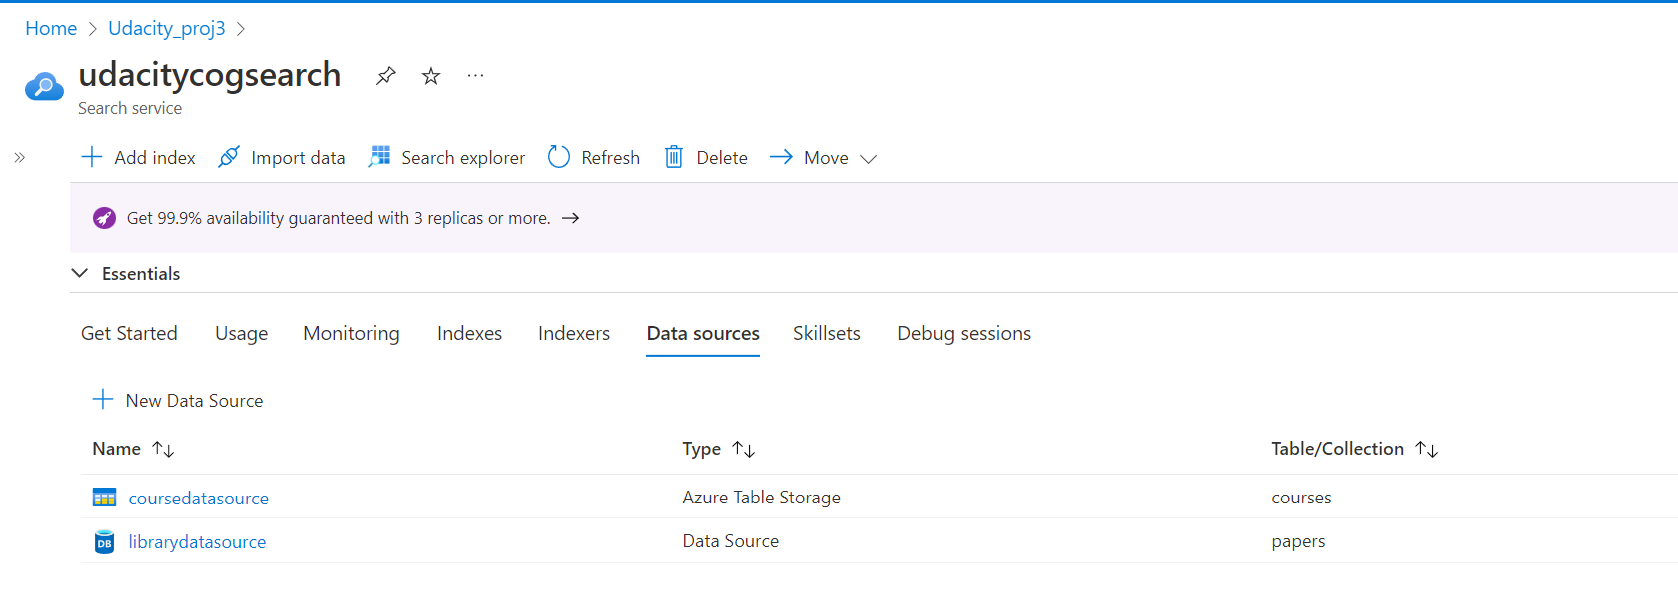 Home > Udacity_proj3 >
udacitycogsearch
Search service
Add index Import data Search explorer Refresh Delete Move
Get 99.9% availability guaranteed with 3 replicas or more. →
Essentials
Get Started Usage Monitoring Indexes Indexers Data sources Skillsets Debug sessions
New Data Source
Name ↑↓ Type ↑↓ Table/Collection ↑↓
coursedatasource Azure Table Storage courses
DB librarydatasource Data Source papers